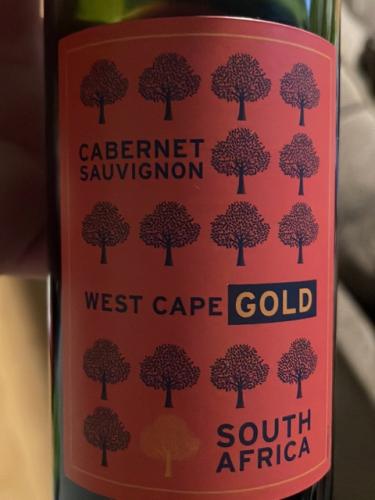 CABERNET
SAUVIGNON
WEST CAPE GOLD
SOUTH
AFRICA